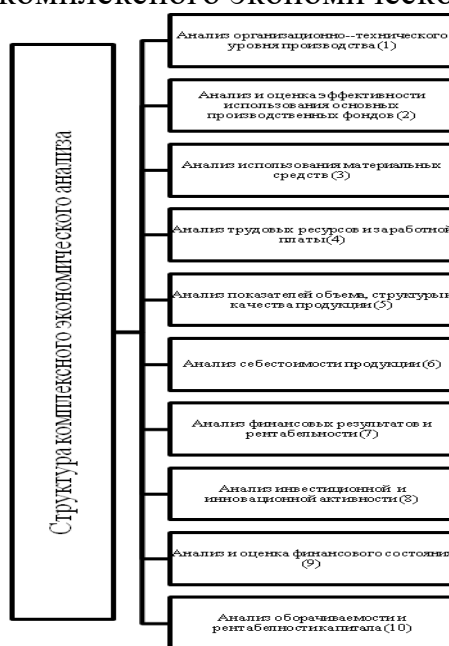 комплексного экономическо
Структура комплексного экономического анализа
Анализ организационно--технического
уровня производства (1)
Анализ и оценка эффективности
использования основных
производственных фондов (2)
Анализ использования материальных
средств (3)
Анализ трудовых ресурсов и заработной
платы(4)
Анализ показателей объема, структуры и
качества продукции (5)
Анализ себестоимости продукции (6)
Анализ финансовых результатов и
рентабельности (7)
Анализ инвестиционной и
инновационной активности (8)
Анализ и оценка финансового состояния
(9)
Анализ оборачиваемости и
рентабелности капитала (10)